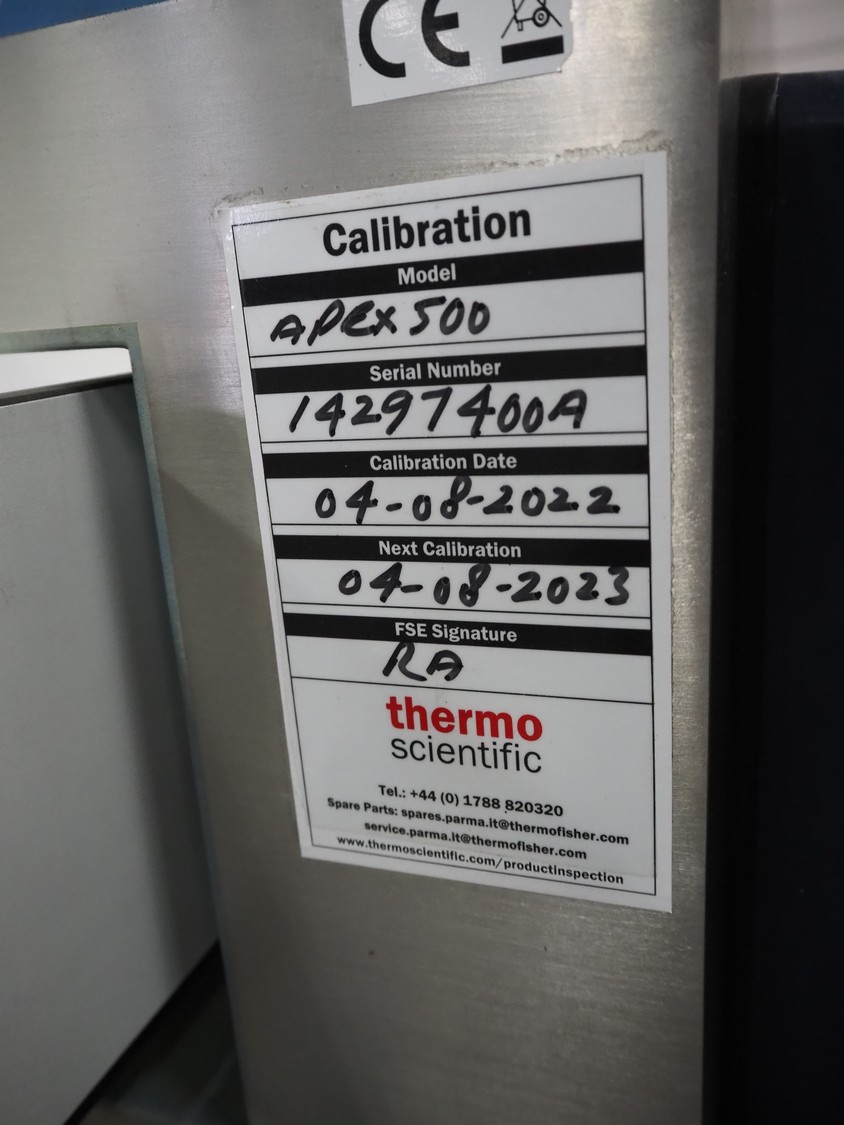 CE
Calibration
Model
APEX 500
Serial Number
14297400A
Calibration Date
04-08-2022
Next Calibration
04-08-2023
FSE Signature
RA
thermo
scientific
Tel.: +44 (0) 1788 820320
Spare Parts: spares.parma.it@thermofisher.com
service.parma.it@thermofisher.com
www.thermoscientific.com/productinspection